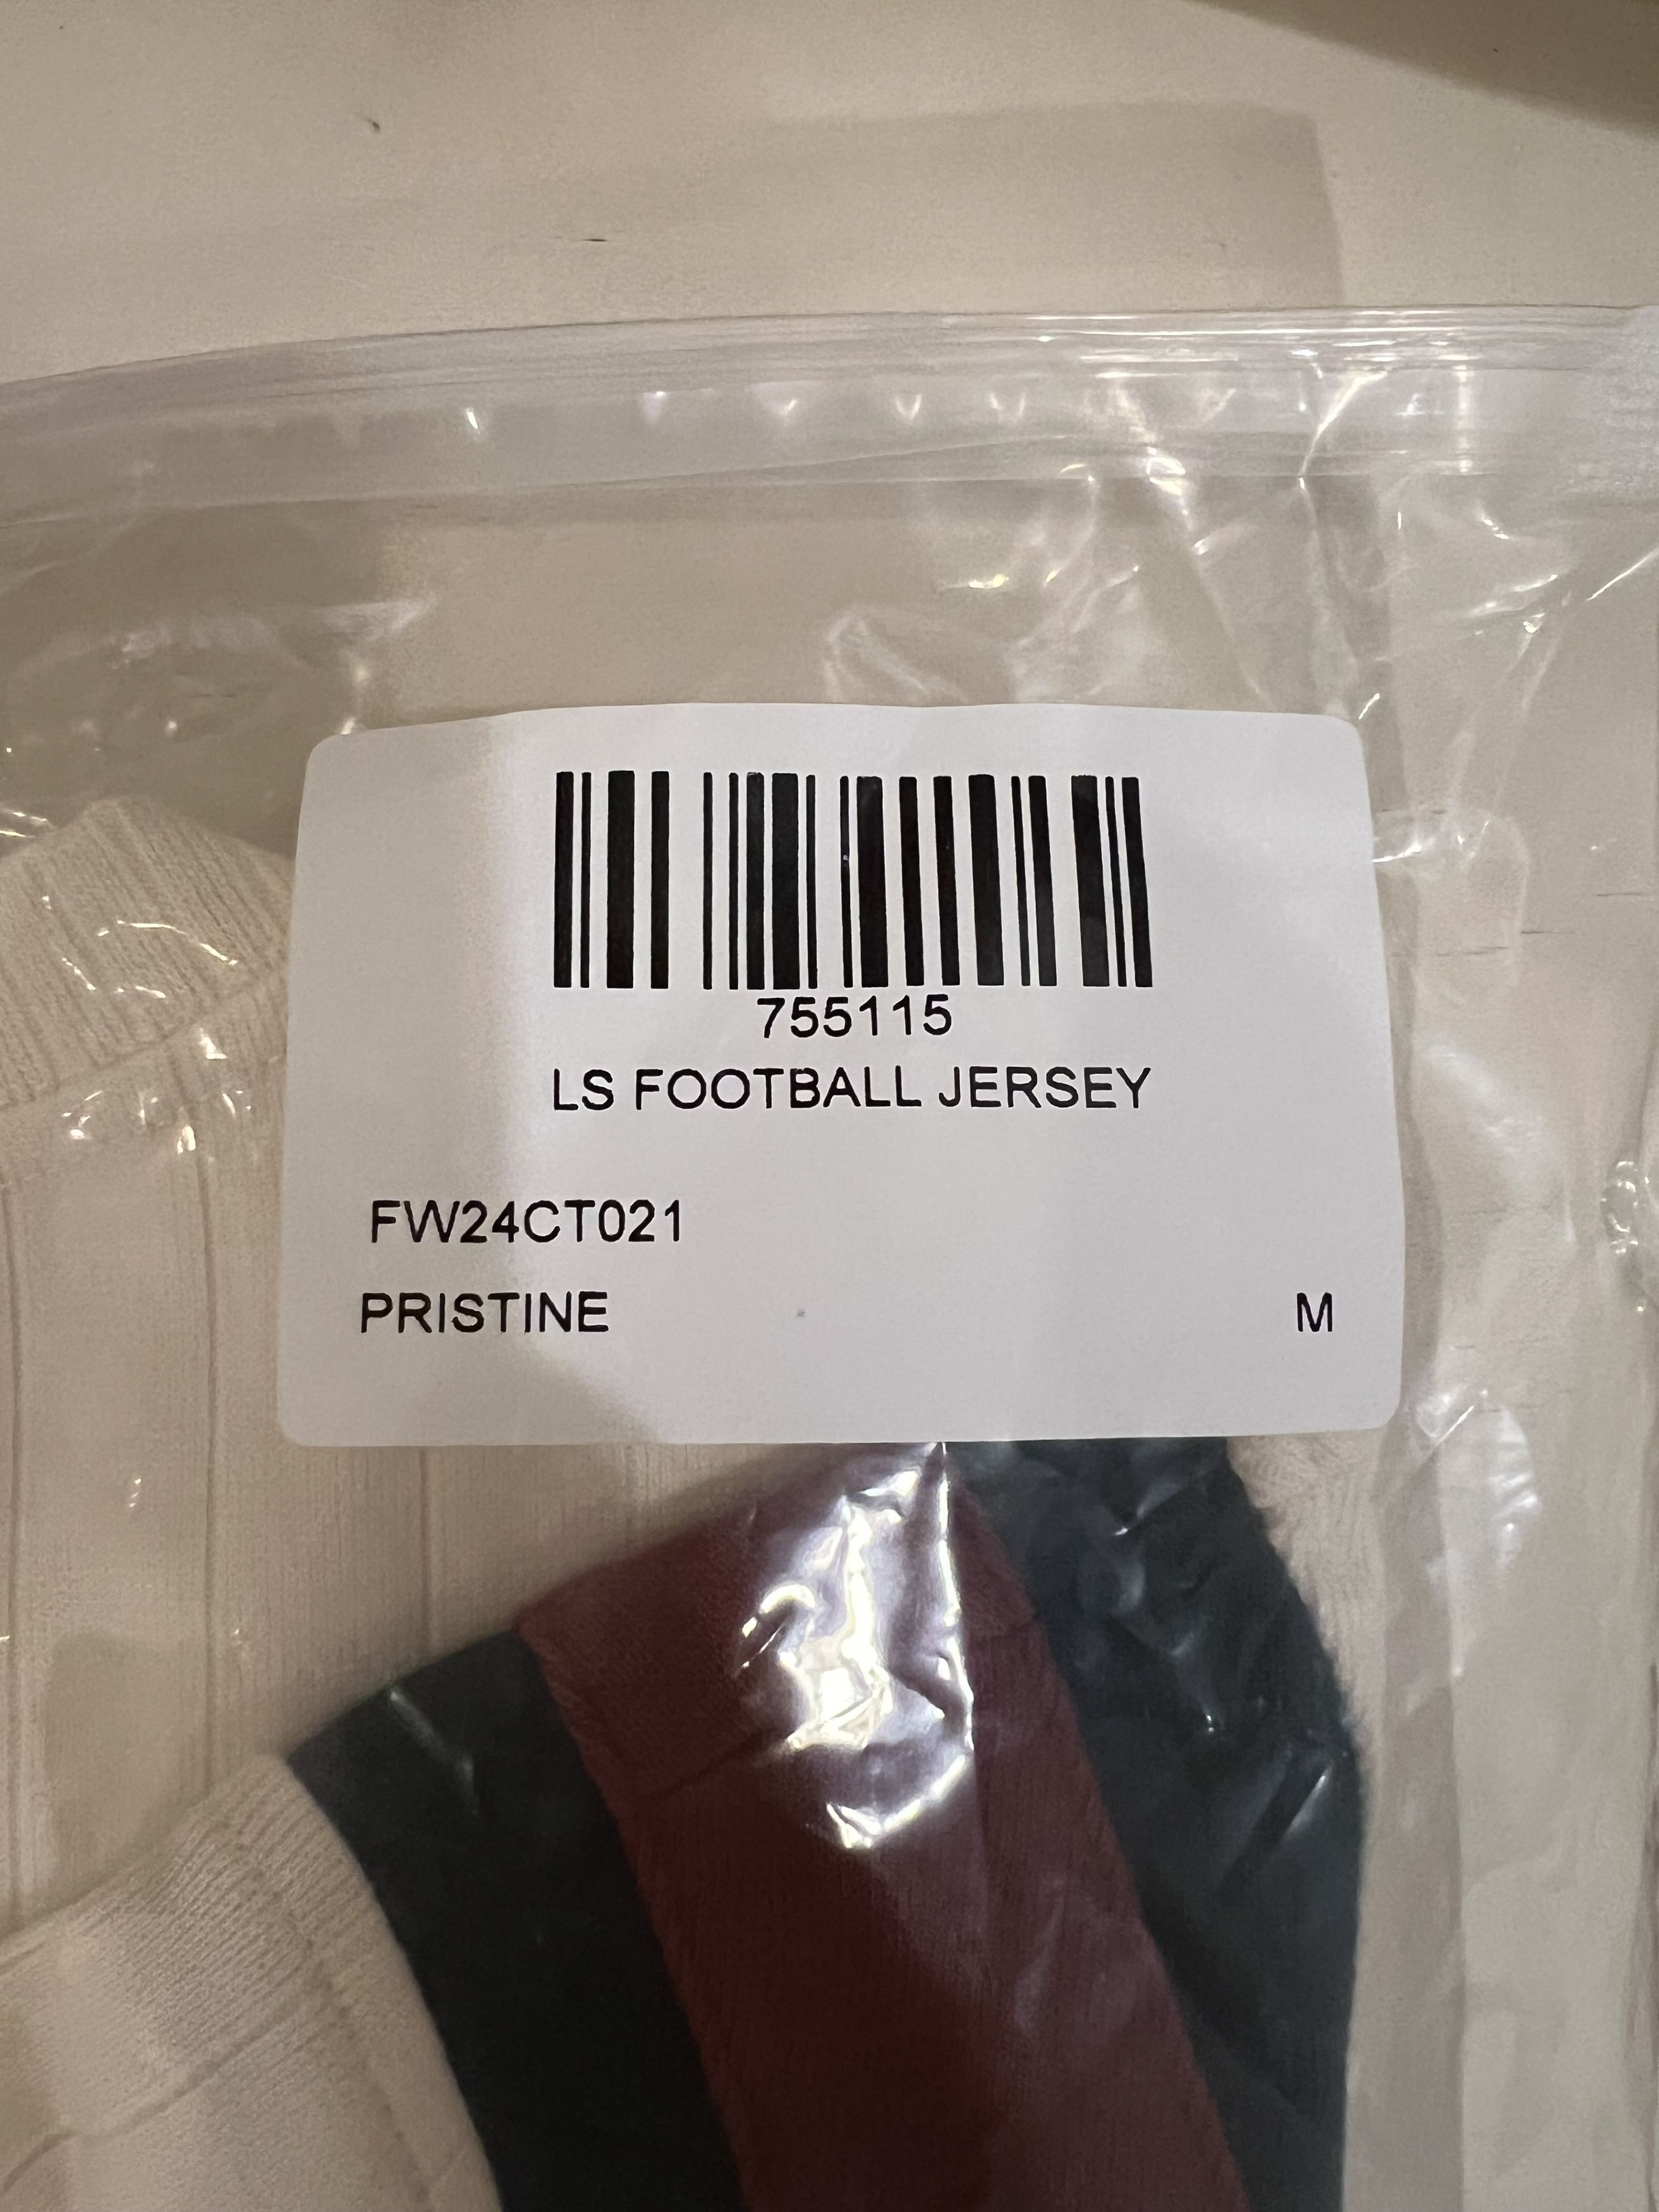 755115
LS FOOTBALL JERSEY
FW24CT021
PRISTINE M